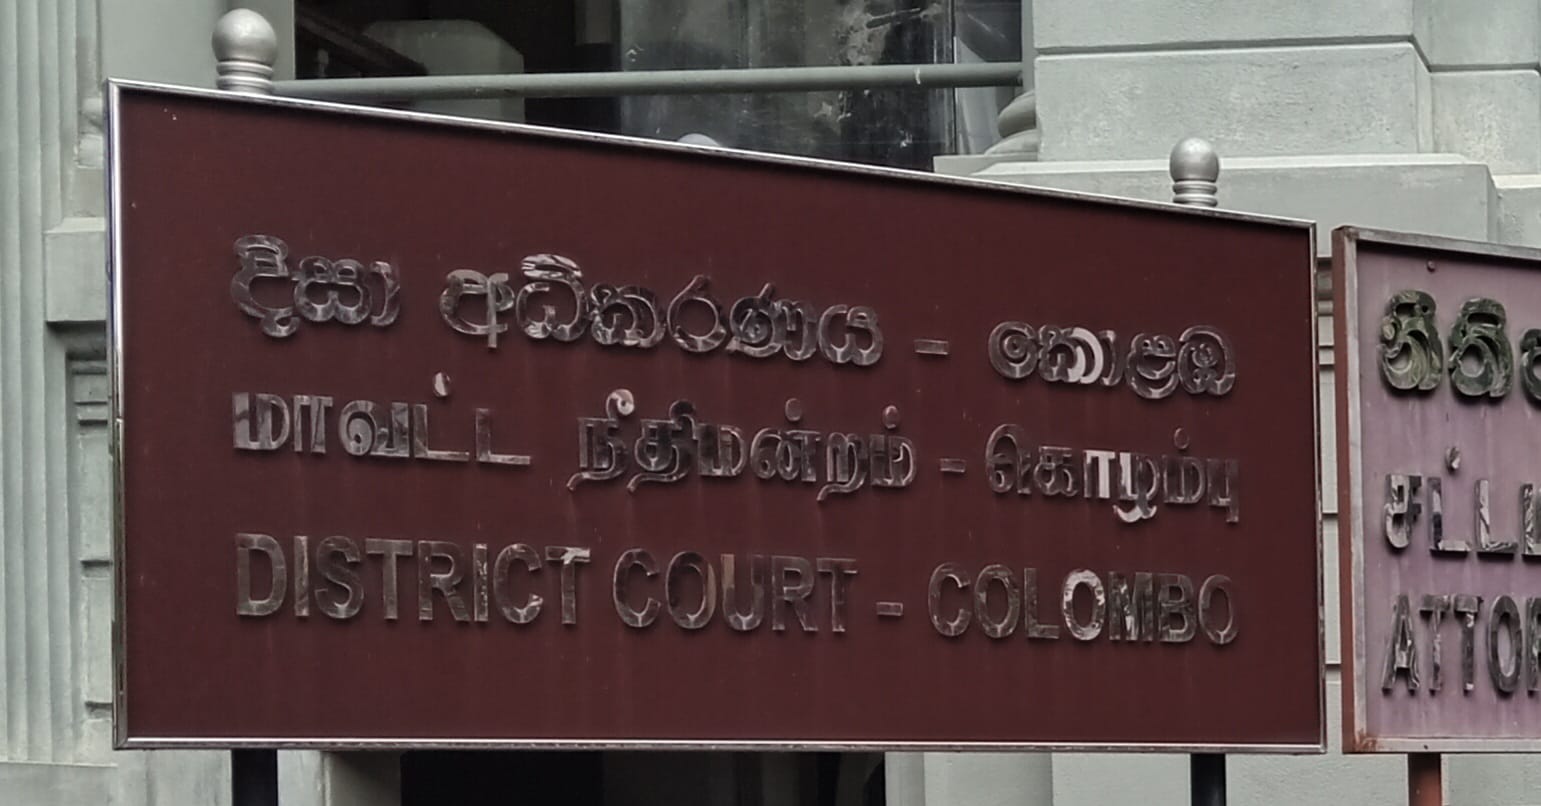 දිසා අධිකරණය – කොළඹ
மாவட்ட நீதிமன்றம் - கொழும்பு
DISTRICT COURT - COLOMBO